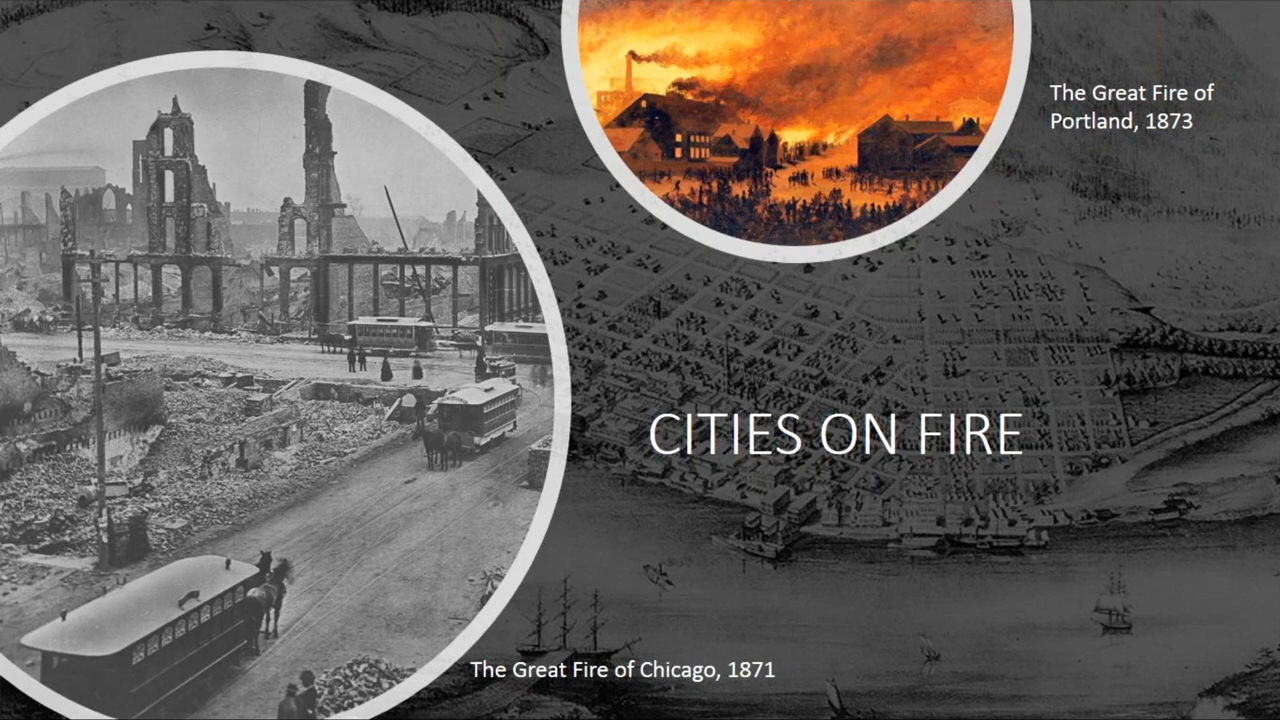 The Great Fire of
Portland, 1873
CITIES ON FIRE
The Great Fire of Chicago, 1871